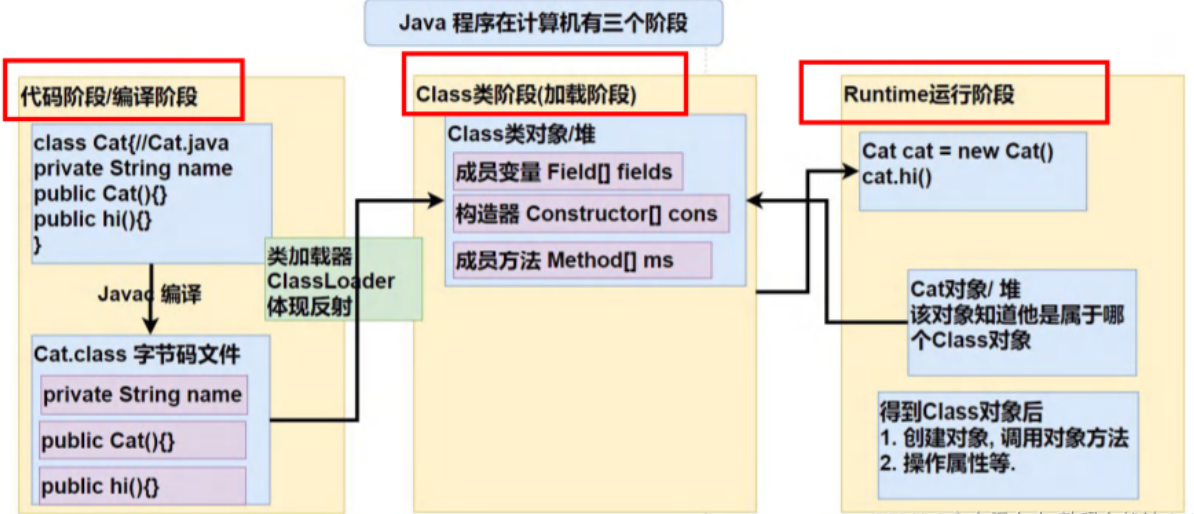 Java 程序在计算机有三个阶段
代码阶段/编译阶段
class Cat{//Cat.java
private String name
public Cat(){}
public hi(){}
}
Javac 编译
Cat.class 字节码文件
private String name
public Cat(){}
public hi(){}
类加载器
ClassLoader
体现反射
Class类阶段(加载阶段)
Class类对象/堆
成员变量 Field[] fields
构造器 Constructor[] cons
成员方法 Method[] ms
Runtime运行阶段
Cat cat = new Cat()
cat.hi()
Cat对象/ 堆
该对象知道他是属于哪
个Class对象
得到Class对象后
1. 创建对象, 调用对象方法
2. 操作属性等.